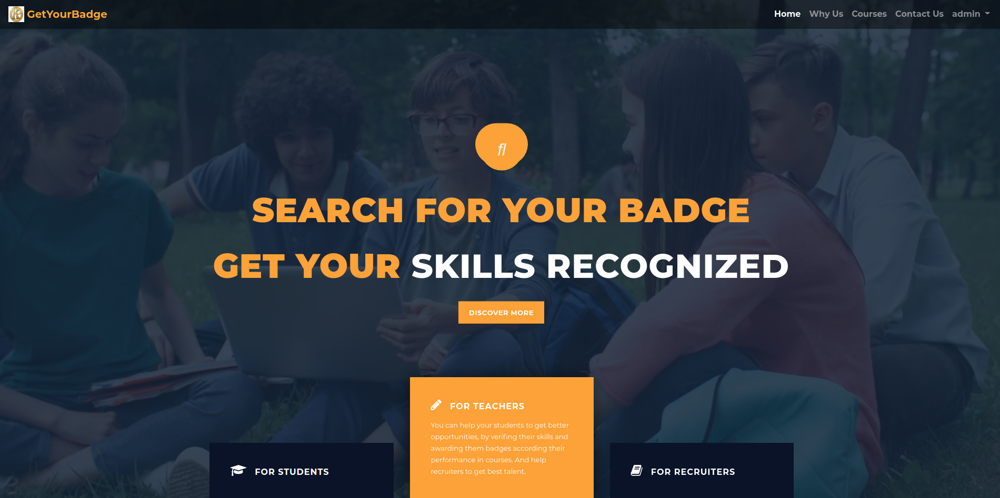 GetYourBadge
Home Why Us Courses Contact Us admin
fl
SEARCH FOR YOUR BADGE
GET YOUR SKILLS RECOGNIZED
DISCOVER MORE
FOR TEACHERS
You can help your students to get better
opportunities, by verifing their skills and
awarding them badges according their
performance in courses. And help
recruiters to get best talent.
FOR STUDENTS
FOR RECRUITERS